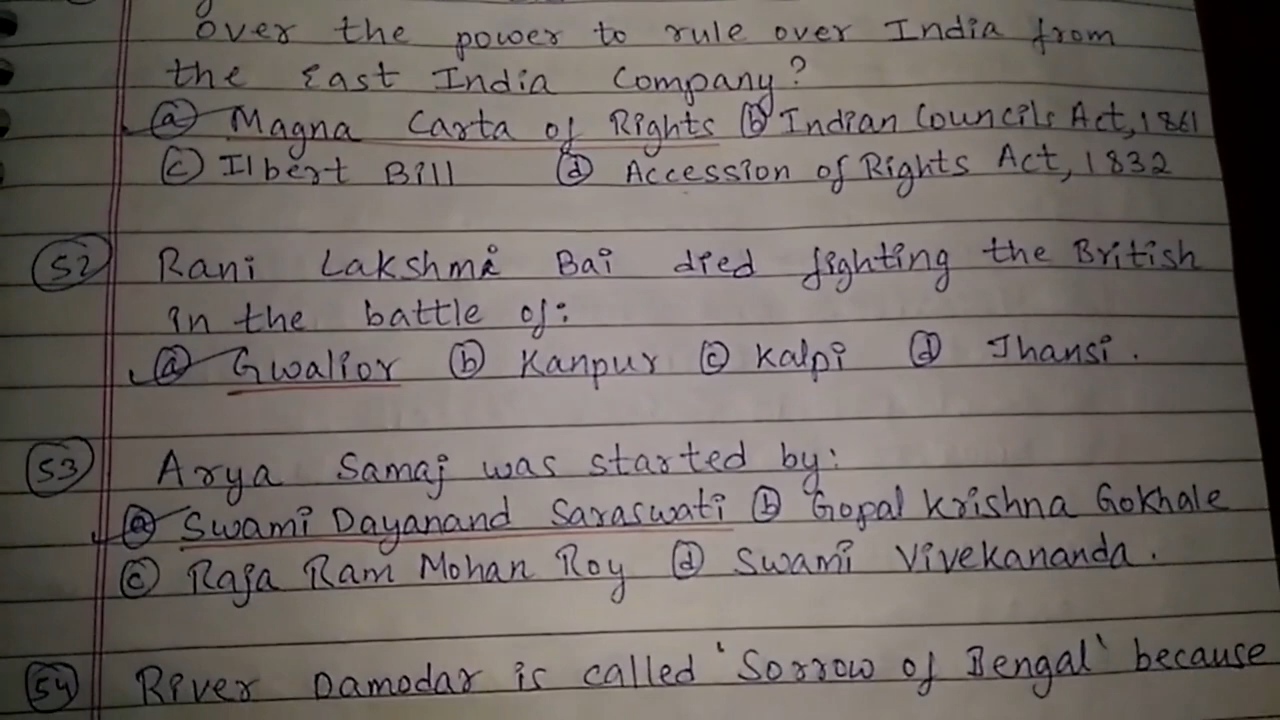 over the power to rule over India from
the East India Company?
ⓐ Magna Carta of Rights ⓑ Indian Councils Act, 1861
ⓒ Ilbert Bill ⓓ Accession of Rights Act, 1832
52 Rani Lakshmi Bai died fighting the British
in the battle of:
ⓐ Gwalior ⓑ Kanpur ⓒ Kalpi ⓓ Jhansi.
53 Arya Samaj was started by:
ⓐ Swami Dayanand Saraswati ⓑ Gopal Krishna Gokhale
ⓒ Raja Ram Mohan Roy ⓓ Swami Vivekananda.
54 River Damodar is called 'Sorrow of Bengal' because